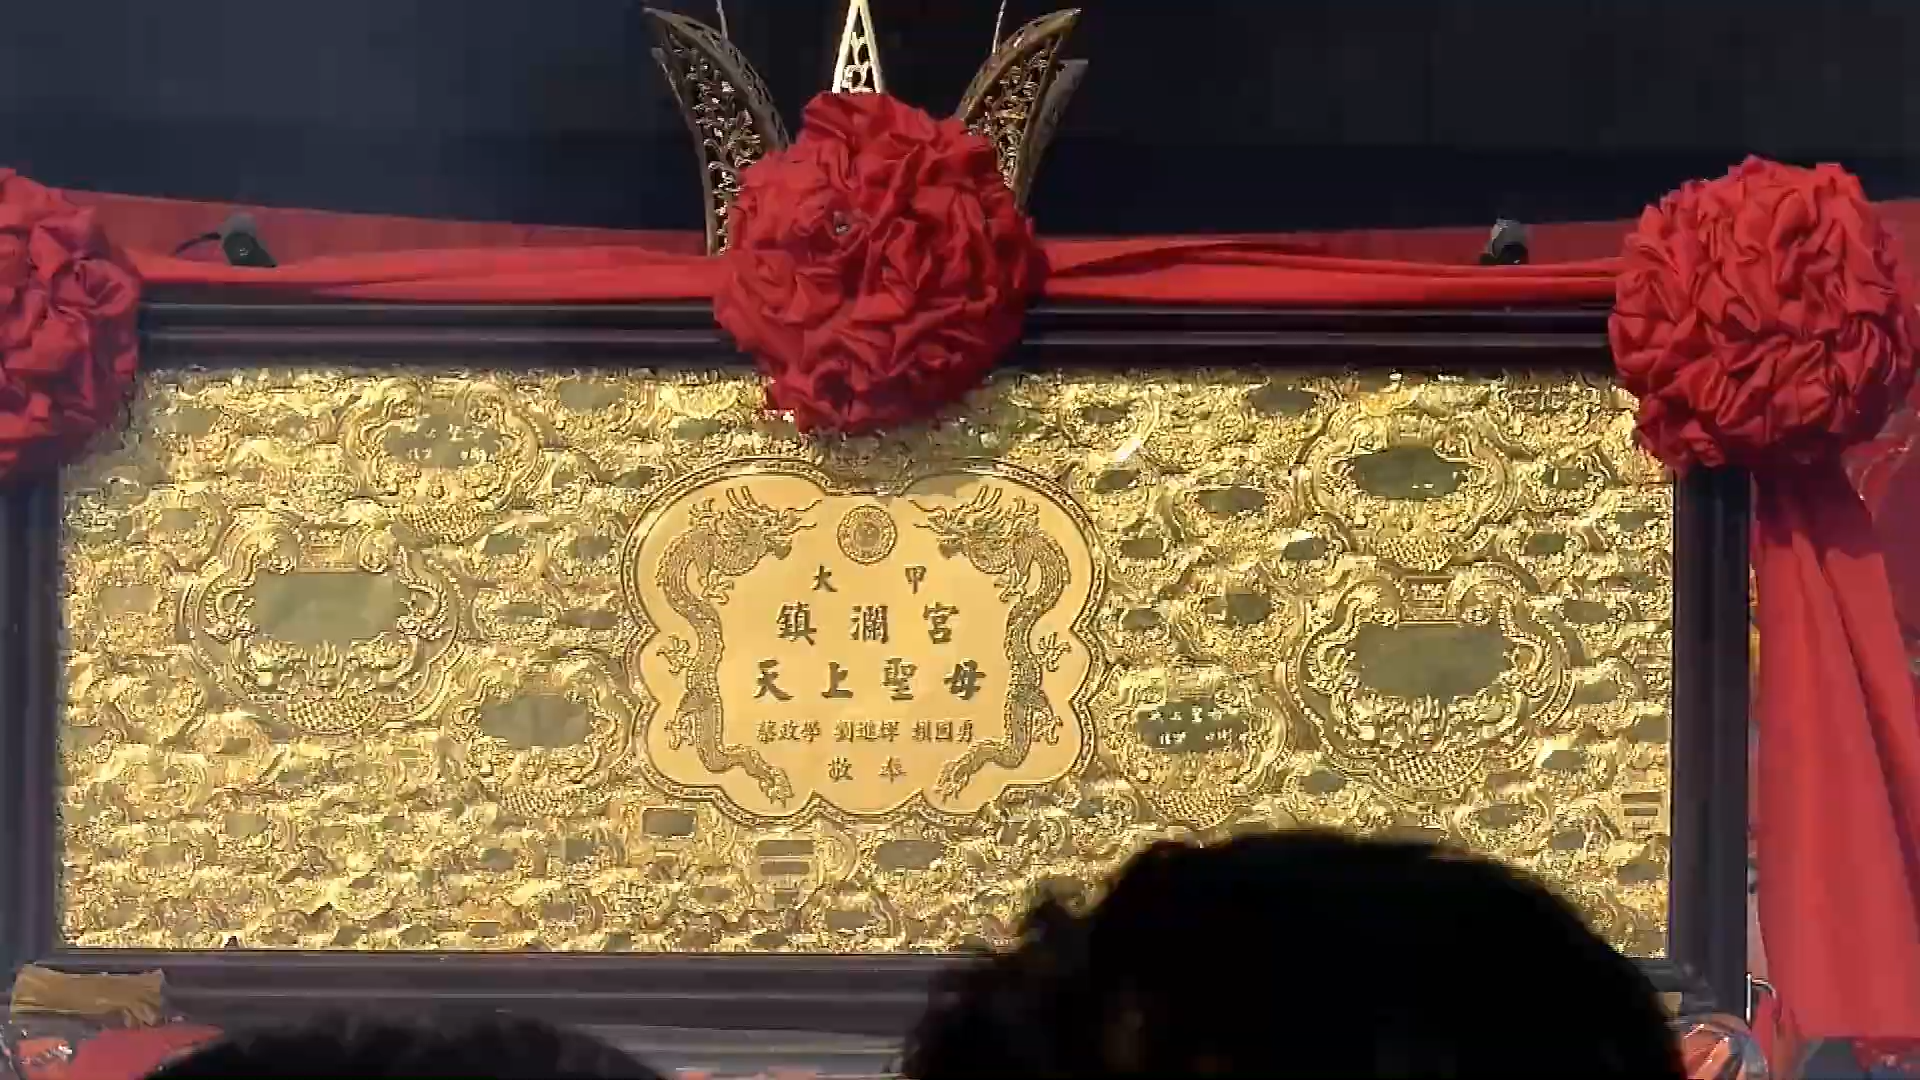 大甲
鎮瀾宮
天上聖母
蔡政學 劉進坪 賴國勇
敬奉